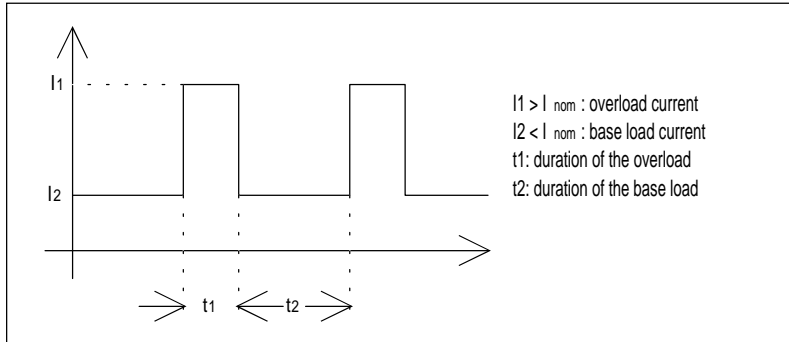 I1
I2
t1
t2
I1 > I nom : overload current
I2 < I nom : base load current
t1: duration of the overload
t2: duration of the base load